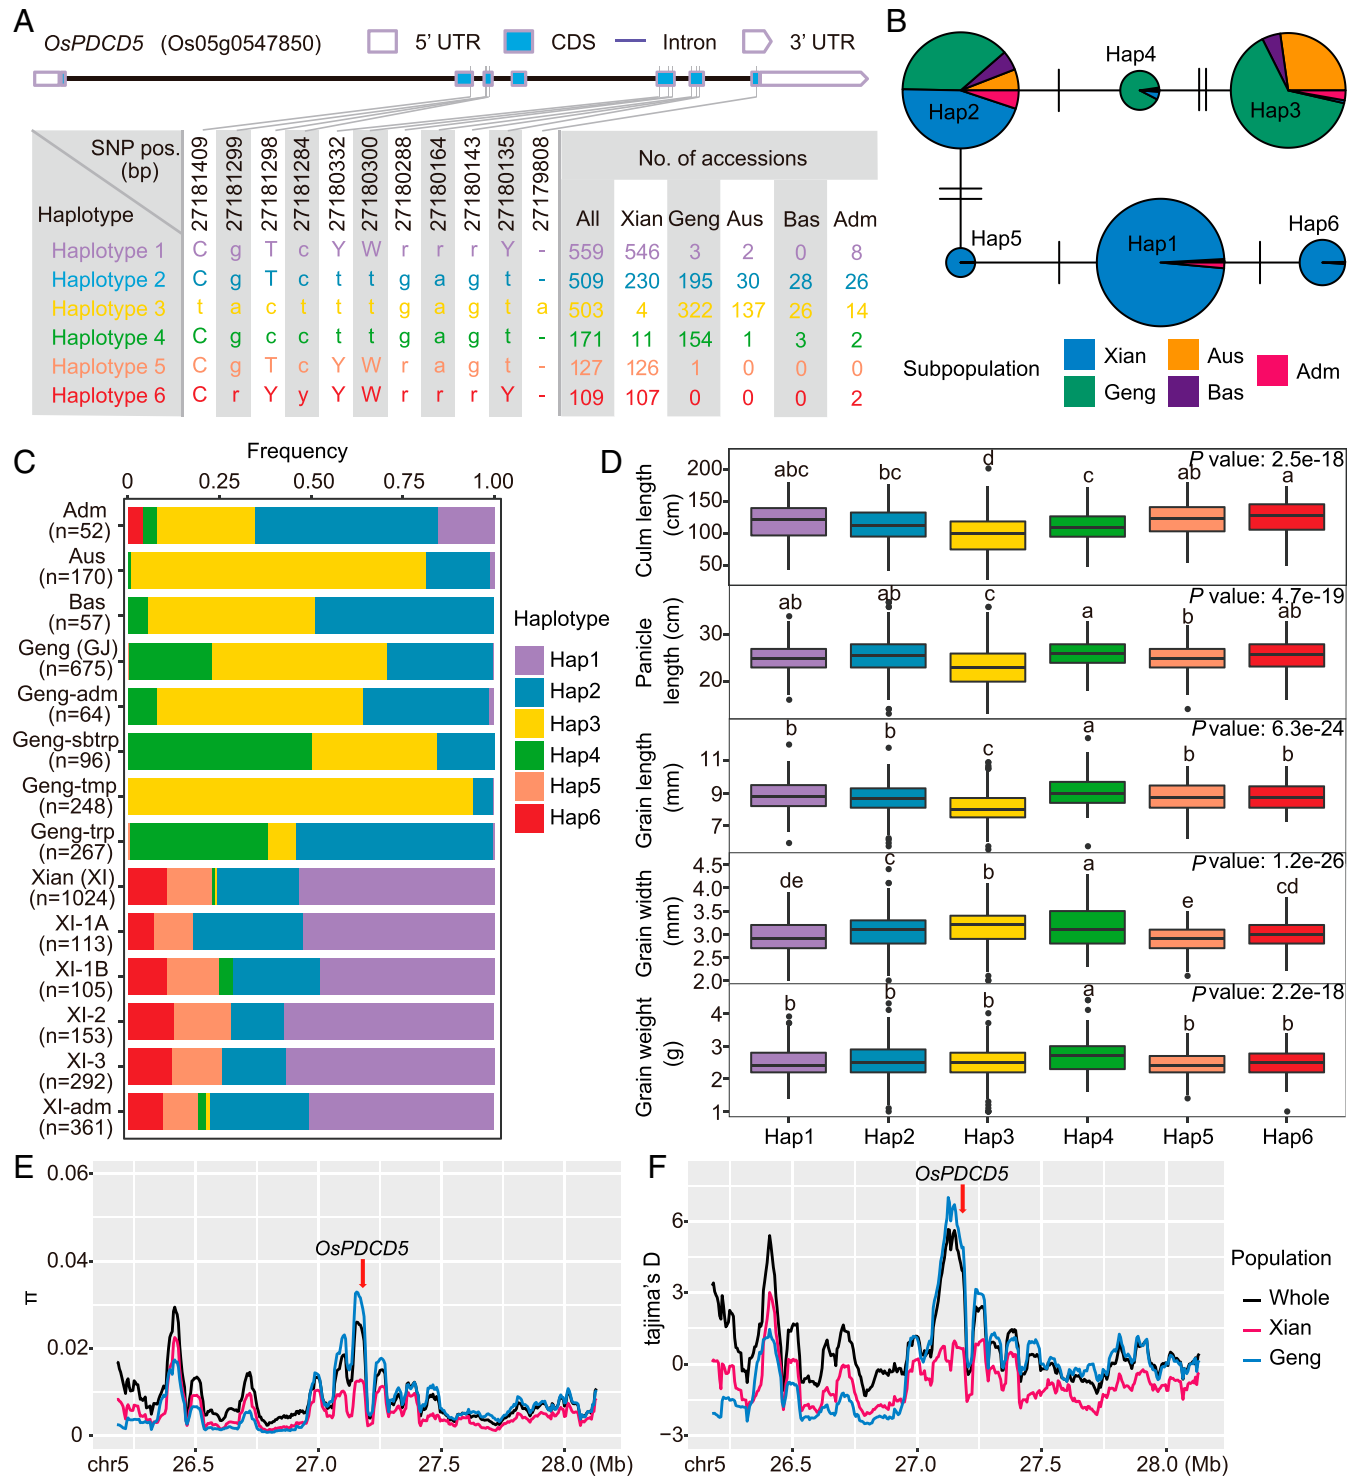 A
OsPDCD5 (Os05g0547850) 5’ UTR CDS Intron 3’ UTR
SNP pos. (bp) 27181409 27181299 27181298 27181284 27180332 27180300 27180288 27180164 27180143 27180135 27179808
No. of accessions
Haplotype All Xian Geng Aus Bas Adm
Haplotype 1 C g T c Y W r r r Y - 559 546 3 2 0 8
Haplotype 2 C g T c t t g a g t - 509 230 195 30 28 26
Haplotype 3 t a c t t t g a g t a 503 4 322 137 26 14
Haplotype 4 C g c c t t g a g t - 171 11 154 1 3 2
Haplotype 5 C g T c Y W r a g t - 127 126 1 0 0 0
Haplotype 6 C r Y y Y W r r r Y - 109 107 0 0 0 2
B
Hap2
Hap4
Hap3
Hap5
Hap1
Hap6
Subpopulation
Xian
Geng
Aus
Bas
Adm
C
Frequency
0 0.25 0.50 0.75 1.00
Adm
(n=52)
Aus
(n=170)
Bas
(n=57)
Geng (GJ)
(n=675)
Geng-adm
(n=64)
Geng-sbtrp
(n=96)
Geng-tmp
(n=248)
Geng-trp
(n=267)
Xian (XI)
(n=1024)
XI-1A
(n=113)
XI-1B
(n=105)
XI-2
(n=153)
XI-3
(n=292)
XI-adm
(n=361)
Haplotype
Hap1
Hap2
Hap3
Hap4
Hap5
Hap6
D
Culm length
(cm)
200
150
100
50
abc bc d c ab a
P value: 2.5e-18
Panicle
length (cm)
30
20
ab ab c a b ab
P value: 4.7e-19
Grain length
(mm)
11
9
7
b b c a b b
P value: 6.3e-24
Grain width
(mm)
4.5
4.0
3.5
3.0
2.5
2.0
de c b a e cd
P value: 1.2e-26
Grain weight
(g)
4
3
2
1
b b b a b b
P value: 2.2e-18
Hap1 Hap2 Hap3 Hap4 Hap5 Hap6
E
π
0.06
0.04
0.02
0
OsPDCD5
chr5 26.5 27.0 27.5 28.0 (Mb)
F
tajima’s D
6
3
0
−3
OsPDCD5
chr5 26.5 27.0 27.5 28.0 (Mb)
Population
Whole
Xian
Geng